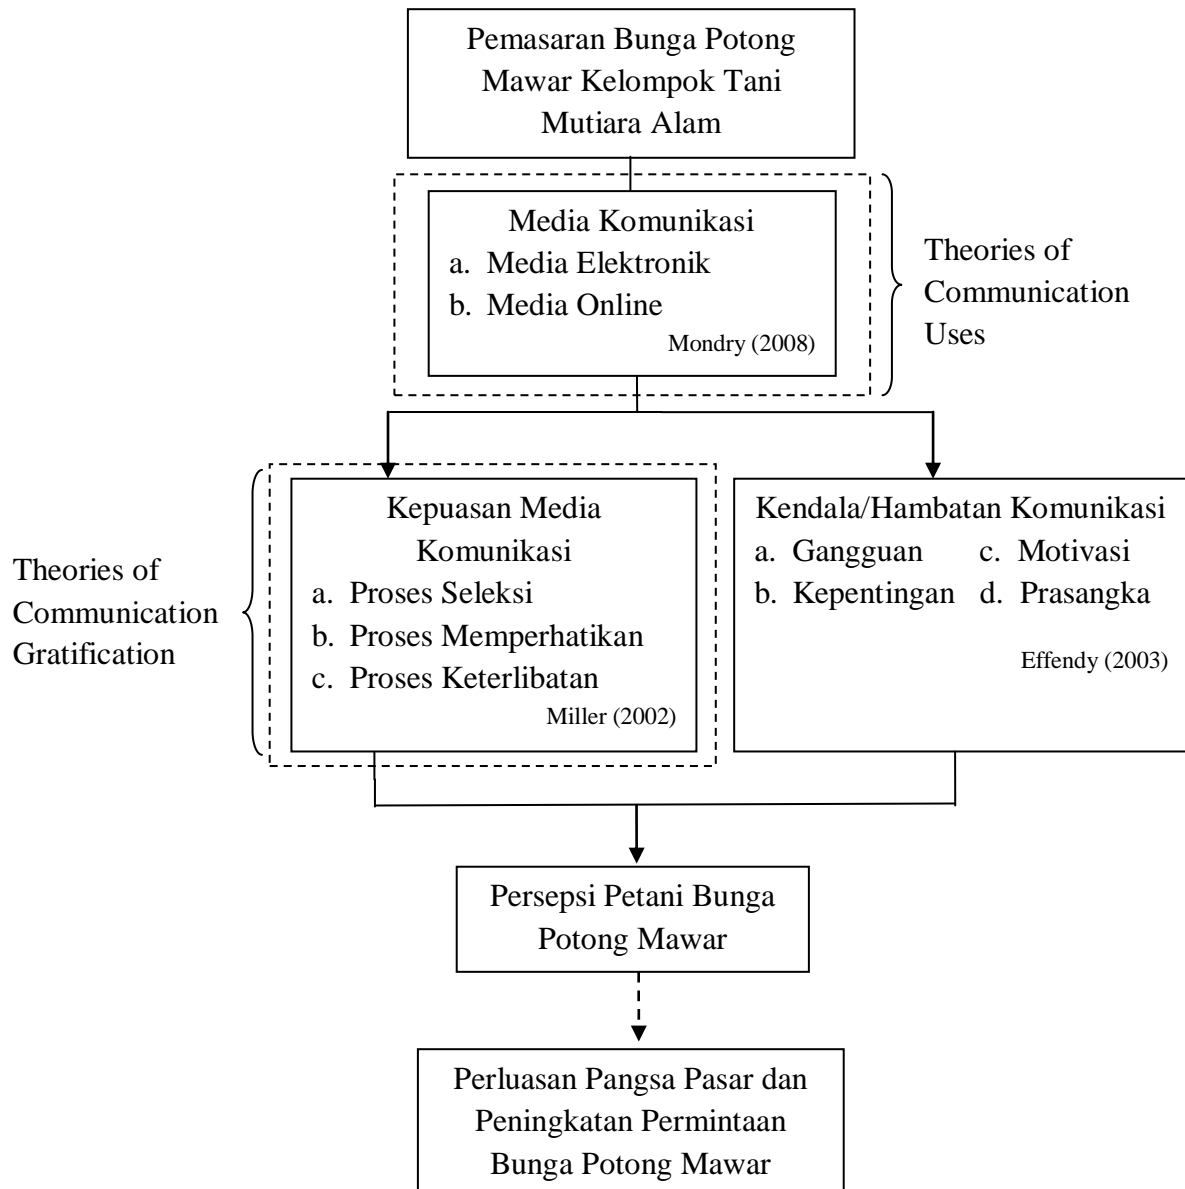 Pemasaran Bunga Potong
Mawar Kelompok Tani
Mutiara Alam
Media Komunikasi
a. Media Elektronik
b. Media Online
Mondry (2008)
Theories of
Communication
Uses
Theories of
Communication
Gratification
Kepuasan Media
Komunikasi
a. Proses Seleksi
b. Proses Memperhatikan
c. Proses Keterlibatan
Miller (2002)
Kendala/Hambatan Komunikasi
a. Gangguan c. Motivasi
b. Kepentingan d. Prasangka
Effendy (2003)
Persepsi Petani Bunga
Potong Mawar
Perluasan Pangsa Pasar dan
Peningkatan Permintaan
Bunga Potong Mawar